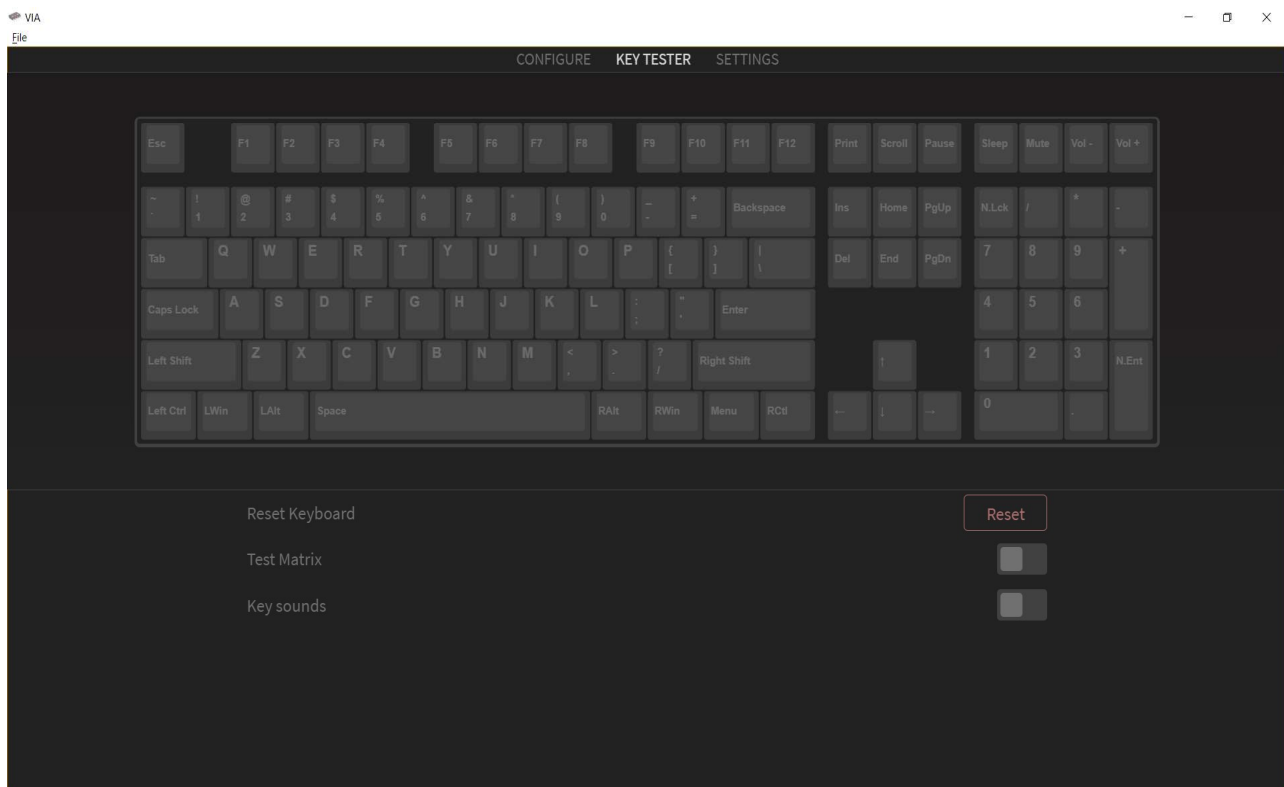 VIA
File
CONFIGURE KEY TESTER SETTINGS
Esc F1 F2 F3 F4 F5 F6 F7 F8 F9 F10 F11 F12 Print Scroll Pause Sleep Mute Vol - Vol +
~ ! @ # $ % ^ & * ( ) _ + Backspace Ins Home PgUp N.Lck / * -
` 1 2 3 4 5 6 7 8 9 0 - =
Tab Q W E R T Y U I O P { } | Del End PgDn 7 8 9 +
[ ] \
Caps Lock A S D F G H J K L : " Enter 4 5 6
; '
Left Shift Z X C V B N M < > ? Right Shift ↑ 1 2 3 N.Ent
, . /
Left Ctrl LWin LAlt Space RAlt RWin Menu RCtl ← ↓ → 0 .
Reset Keyboard Reset
Test Matrix
Key sounds